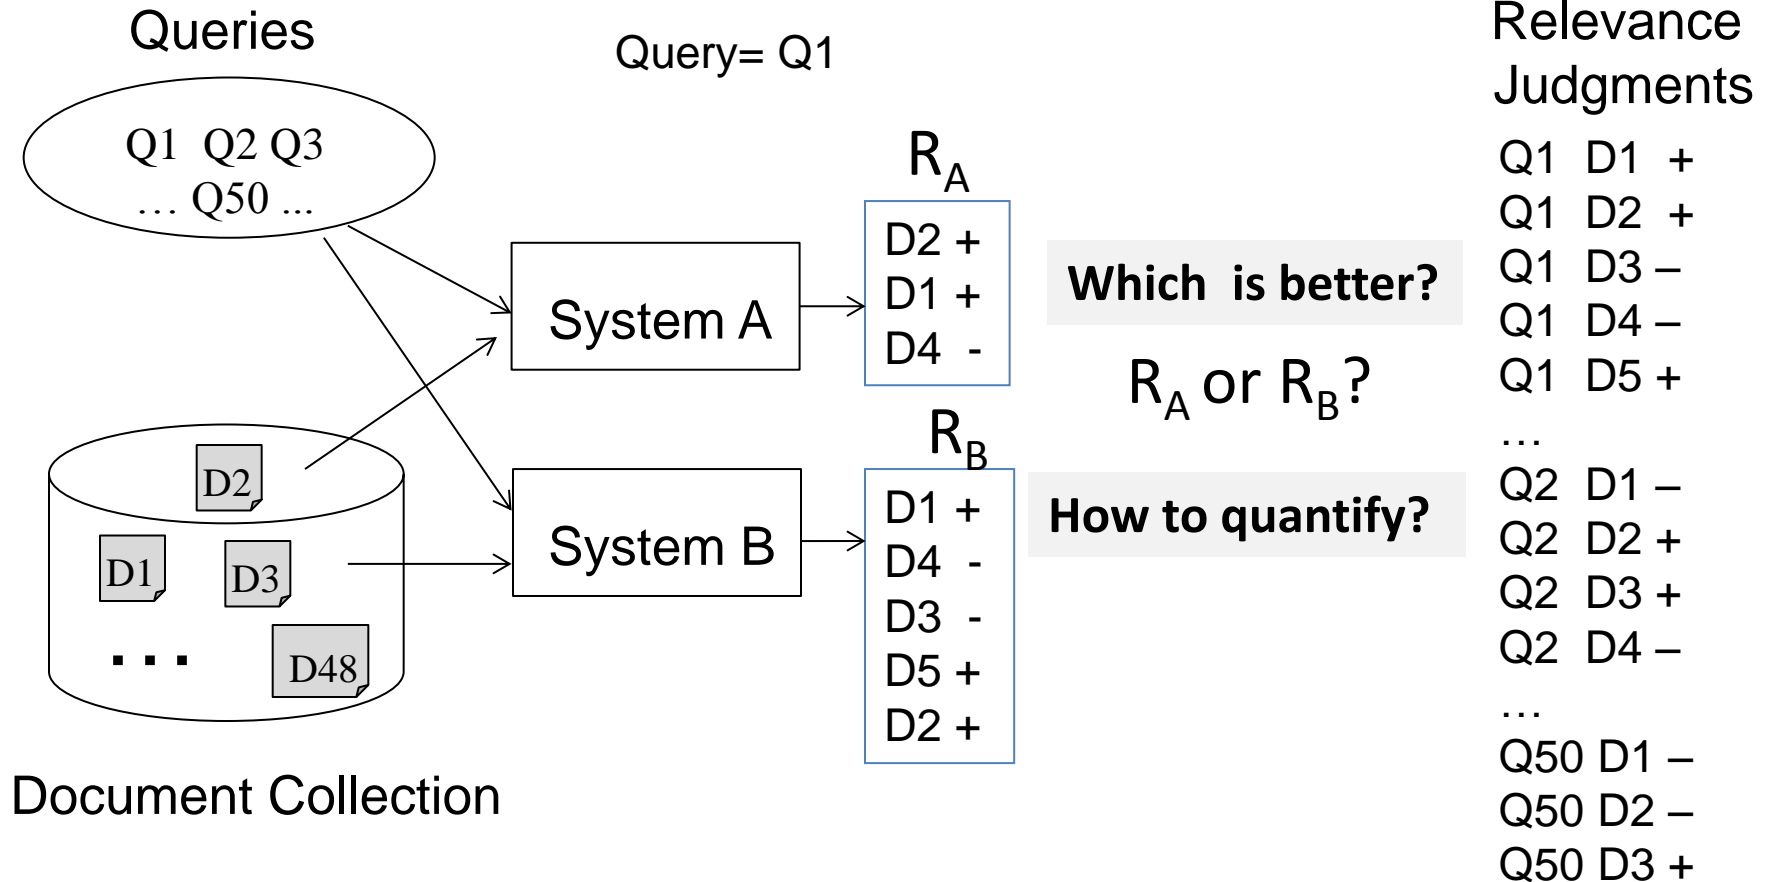 Queries
Q1 Q2 Q3
… Q50 ...
D2
D1
D3
...
D48
Document Collection
Query= Q1
System A
System B
RA
D2 +
D1 +
D4 -
RB
D1 +
D4 -
D3 -
D5 +
D2 +
Which is better?
RA or RB?
How to quantify?
Relevance
Judgments
Q1 D1 +
Q1 D2 +
Q1 D3 –
Q1 D4 –
Q1 D5 +
…
Q2 D1 –
Q2 D2 +
Q2 D3 +
Q2 D4 –
…
Q50 D1 –
Q50 D2 –
Q50 D3 +